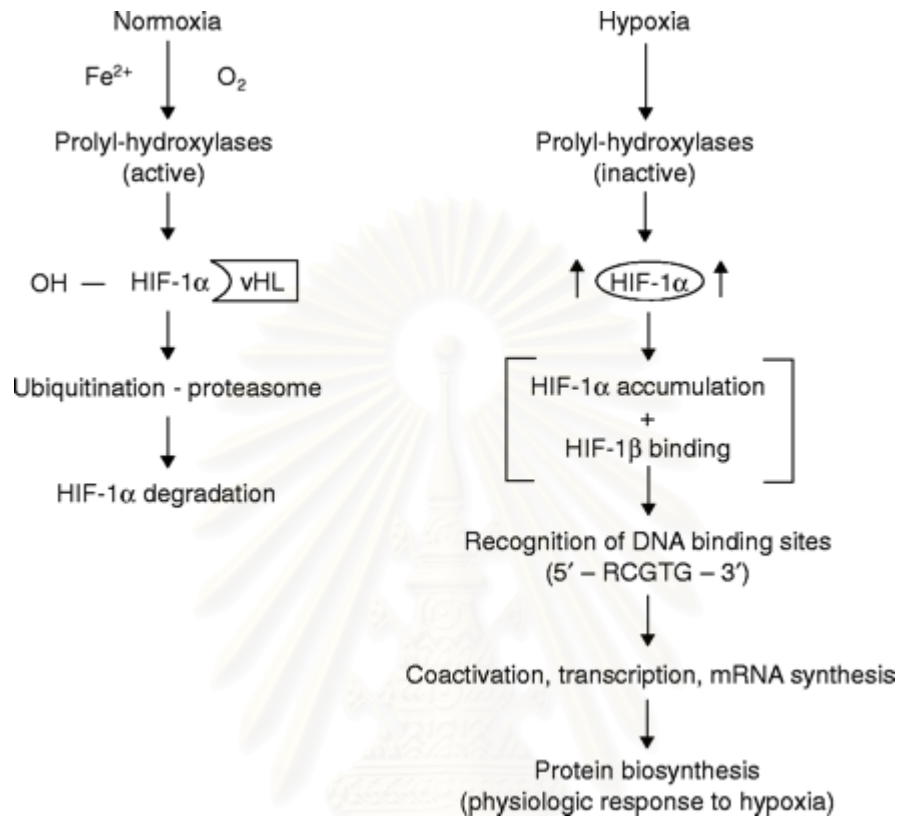 Normoxia
Fe²⁺ O₂
Prolyl-hydroxylases
(active)
OH — HIF-1α vHL
Ubiquitination - proteasome
HIF-1α degradation
Hypoxia
Prolyl-hydroxylases
(inactive)
HIF-1α
HIF-1α accumulation
+
HIF-1β binding
Recognition of DNA binding sites
(5′ – RCGTG – 3′)
Coactivation, transcription, mRNA synthesis
Protein biosynthesis
(physiologic response to hypoxia)